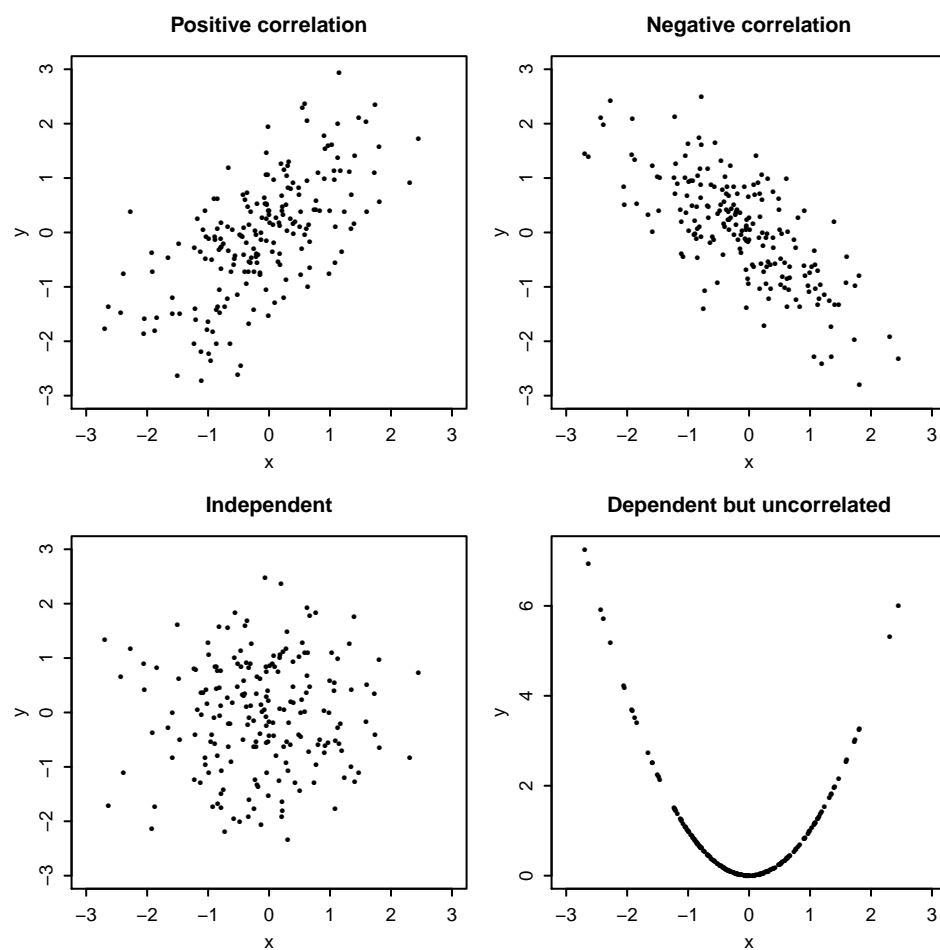 Positive correlation
3
2
1
0
−1
−2
−3
y
−3 −2 −1 0 1 2 3
x
Negative correlation
3
2
1
0
−1
−2
−3
y
−3 −2 −1 0 1 2 3
x
Independent
3
2
1
0
−1
−2
−3
y
−3 −2 −1 0 1 2 3
x
Dependent but uncorrelated
6
4
2
0
y
−3 −2 −1 0 1 2 3
x